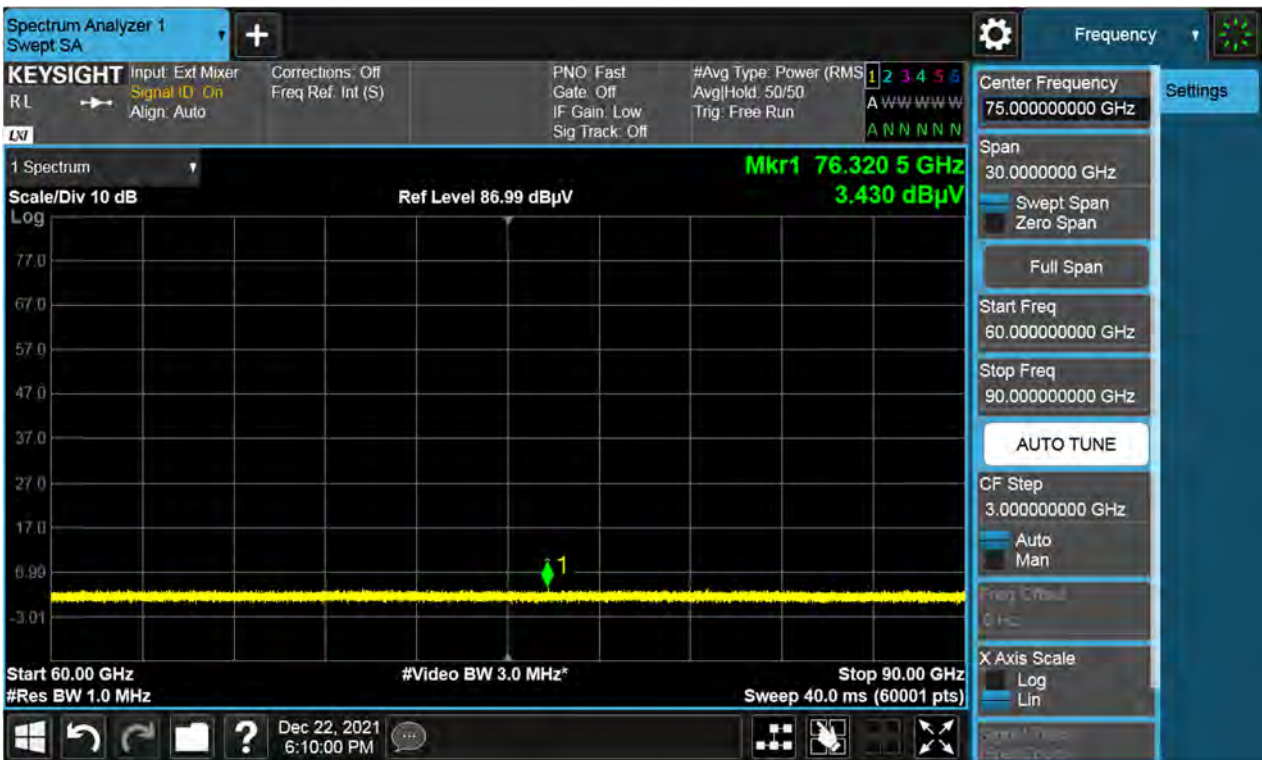 Spectrum Analyzer 1
Swept SA
+
Frequency
KEYSIGHT
RL
LXI
Input: Ext Mixer
Signal ID: On
Align: Auto
Corrections: Off
Freq Ref: Int (S)
PNO: Fast
Gate: Off
IF Gain: Low
Sig Track: Off
#Avg Type: Power (RMS
Avg|Hold: 50/50
Trig: Free Run
1 2 3 4 5 6
A W W W W W
A N N N N N
Center Frequency
75.000000000 GHz
Settings
1 Spectrum
Scale/Div 10 dB
Log
Ref Level 86.99 dBµV
Mkr1 76.320 5 GHz
3.430 dBµV
Span
30.0000000 GHz
Swept Span
Zero Span
Full Span
Start Freq
60.000000000 GHz
Stop Freq
90.000000000 GHz
AUTO TUNE
CF Step
3.000000000 GHz
Auto
Man
Freq Offset
0 Hz
X Axis Scale
Log
Lin
77.0
67.0
57.0
47.0
37.0
27.0
17.0
6.99
-3.01
1
Start 60.00 GHz
#Res BW 1.0 MHz
#Video BW 3.0 MHz*
Stop 90.00 GHz
Sweep 40.0 ms (60001 pts)
?
Dec 22, 2021
6:10:00 PM